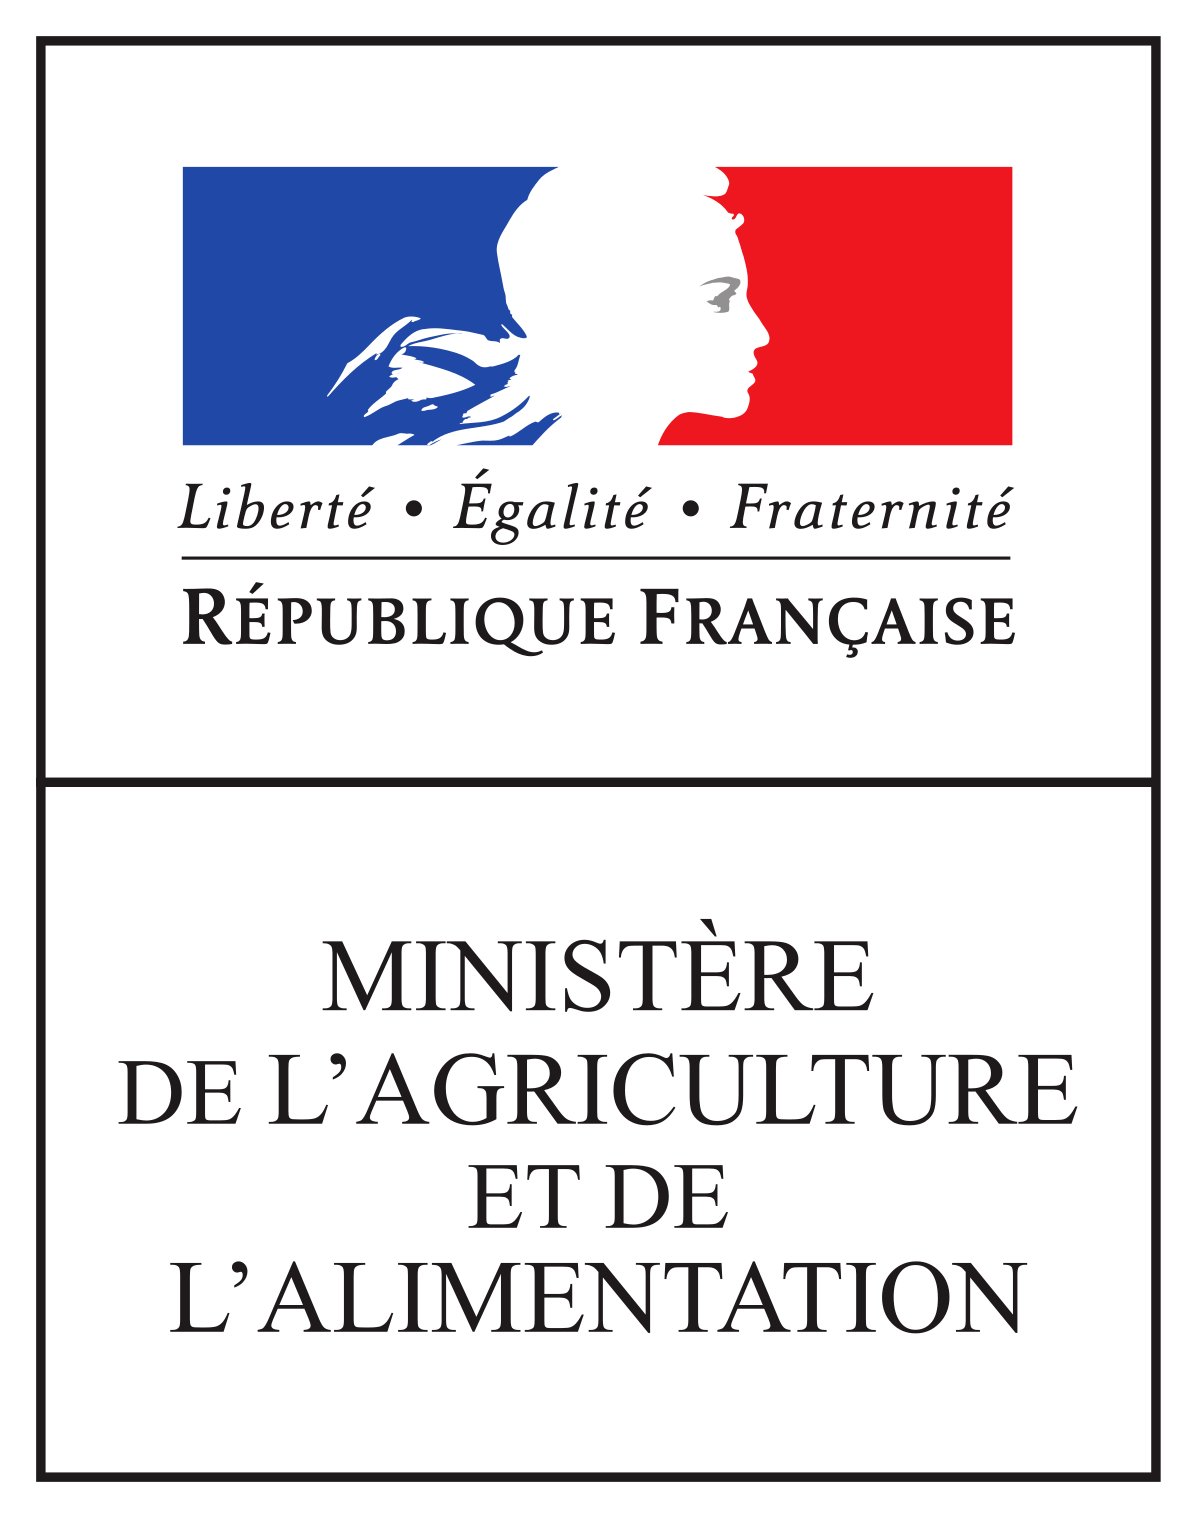 Liberté • Égalité • Fraternité
RÉPUBLIQUE FRANÇAISE
MINISTÈRE
DE L’AGRICULTURE
ET DE
L’ALIMENTATION